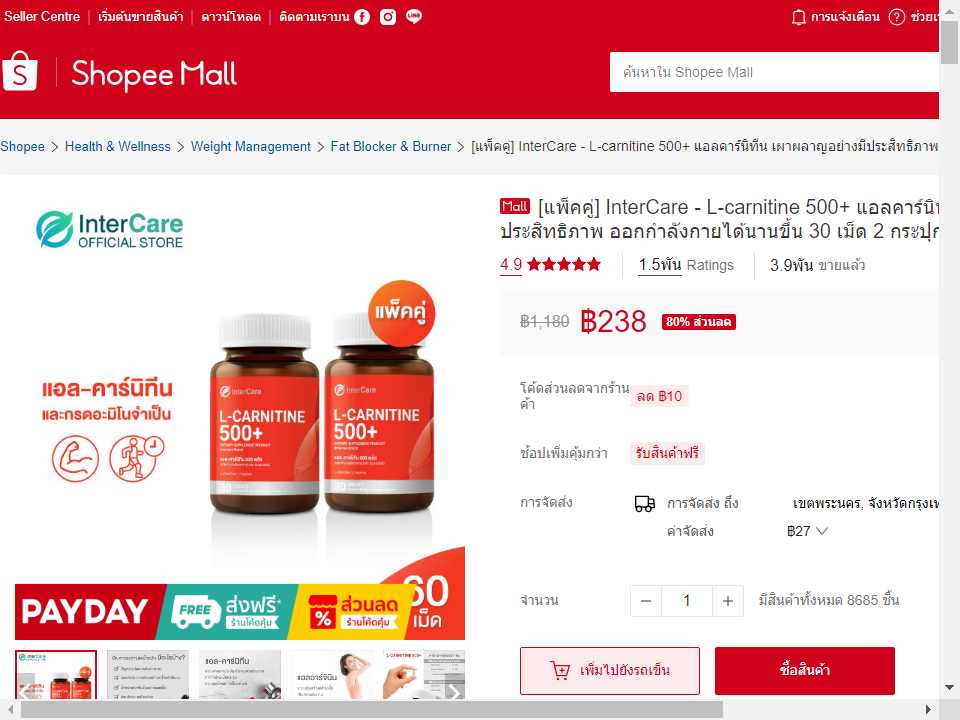 Seller Centre
เริ่มต้นขายสินค้า
ดาวน์โหลด
ติดตามเราบน
LINE
การแจ้งเตือน
Shopee Mall
ค้นหาใน Shopee Mall
Shopee > Health & Wellness > Weight Management > Fat Blocker & Burner > [แพ็คคู่] InterCare - L-carnitine 500+ แอลคาร์นิทีน เผาผลาญอย่างมีประสิทธิภาพ
InterCare
OFFICIAL STORE
แพ็คคู่
แอล-คาร์นิทีน
และกรดอะมิโนจำเป็น
InterCare
L-CARNITINE
500+
30
InterCare
L-CARNITINE
500+
30
60
เม็ด
PAYDAY
FREE
ส่งฟรี*
ร้านโค้ดคุ้ม
%
ส่วนลด
ร้านโค้ดคุ้ม
Mall [แพ็คคู่] InterCare - L-carnitine 500+
ประสิทธิภาพ ออกกำลังกายได้นานขึ้น 30 เม็ด 2 กระปุก
4.9
1.5พัน Ratings
3.9พัน ขายแล้ว
฿1,180
฿238
80% ส่วนลด
โค้ดส่วนลดจากร้าน
ค้า
ลด ฿10
ช้อปเพิ่มคุ้มกว่า
รับสินค้าฟรี
การจัดส่ง
การจัดส่ง ถึง
เขตพระนคร,
ค่าจัดส่ง
฿27
จำนวน
1
มีสินค้าทั้งหมด 8685 ชิ้น
เพิ่มไปยังรถเข็น
ซื้อสินค้า
InterCare
แอล-คาร์นิทีน
แอลอาร์จินีน
L-CARNITINE 500+